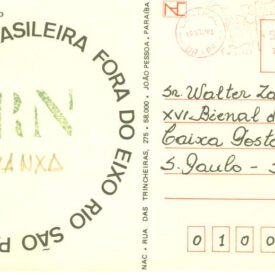 BRASILEIRA FORA DO EIXO RIO SÃO P
RN
NAC - RUA DAS TRINCHEIRAS, 275 - 58.000 - JOÃO PESSOA - PARAÍBA
Sr. Walter Za
XVI Bienal d
Caixa Posta
S. Paulo - S
0 1 0 0